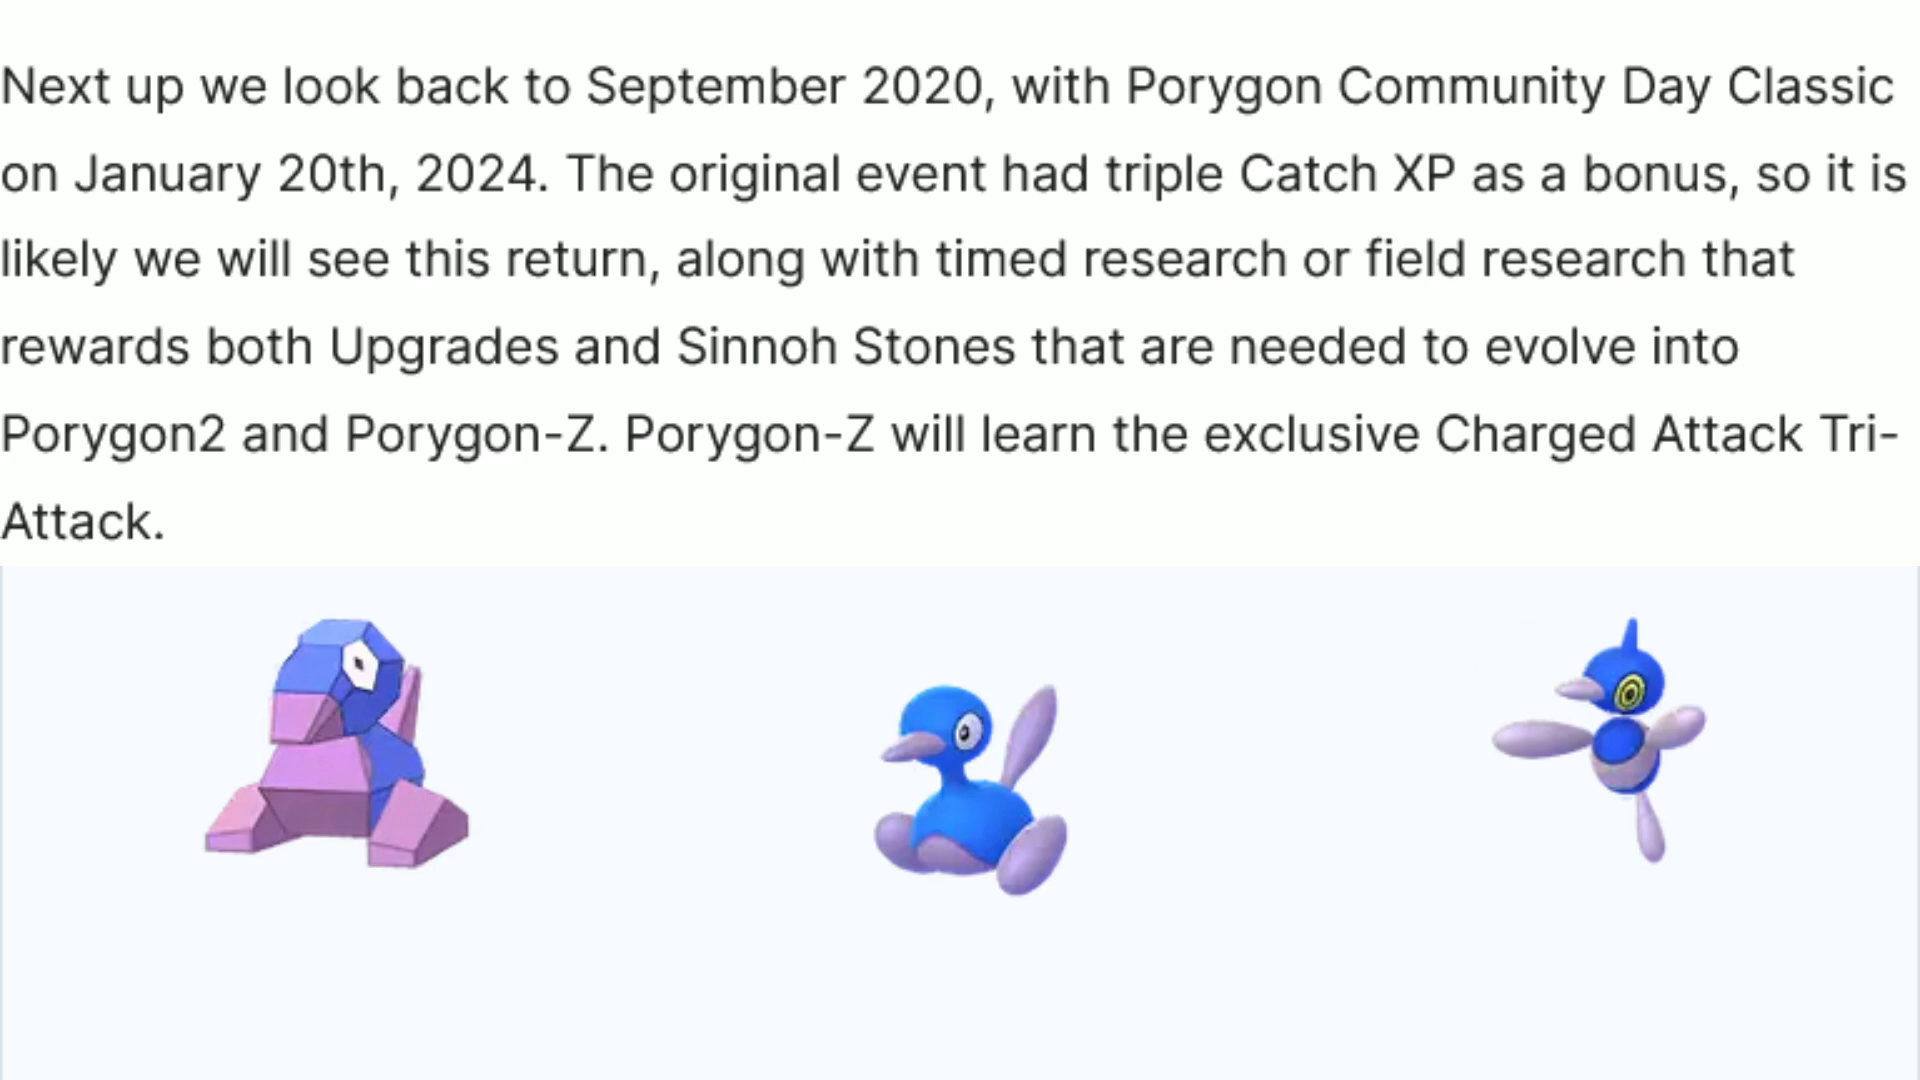 Next up we look back to September 2020, with Porygon Community Day Classic
on January 20th, 2024. The original event had triple Catch XP as a bonus, so it is
likely we will see this return, along with timed research or field research that
rewards both Upgrades and Sinnoh Stones that are needed to evolve into
Porygon2 and Porygon-Z. Porygon-Z will learn the exclusive Charged Attack Tri-
Attack.